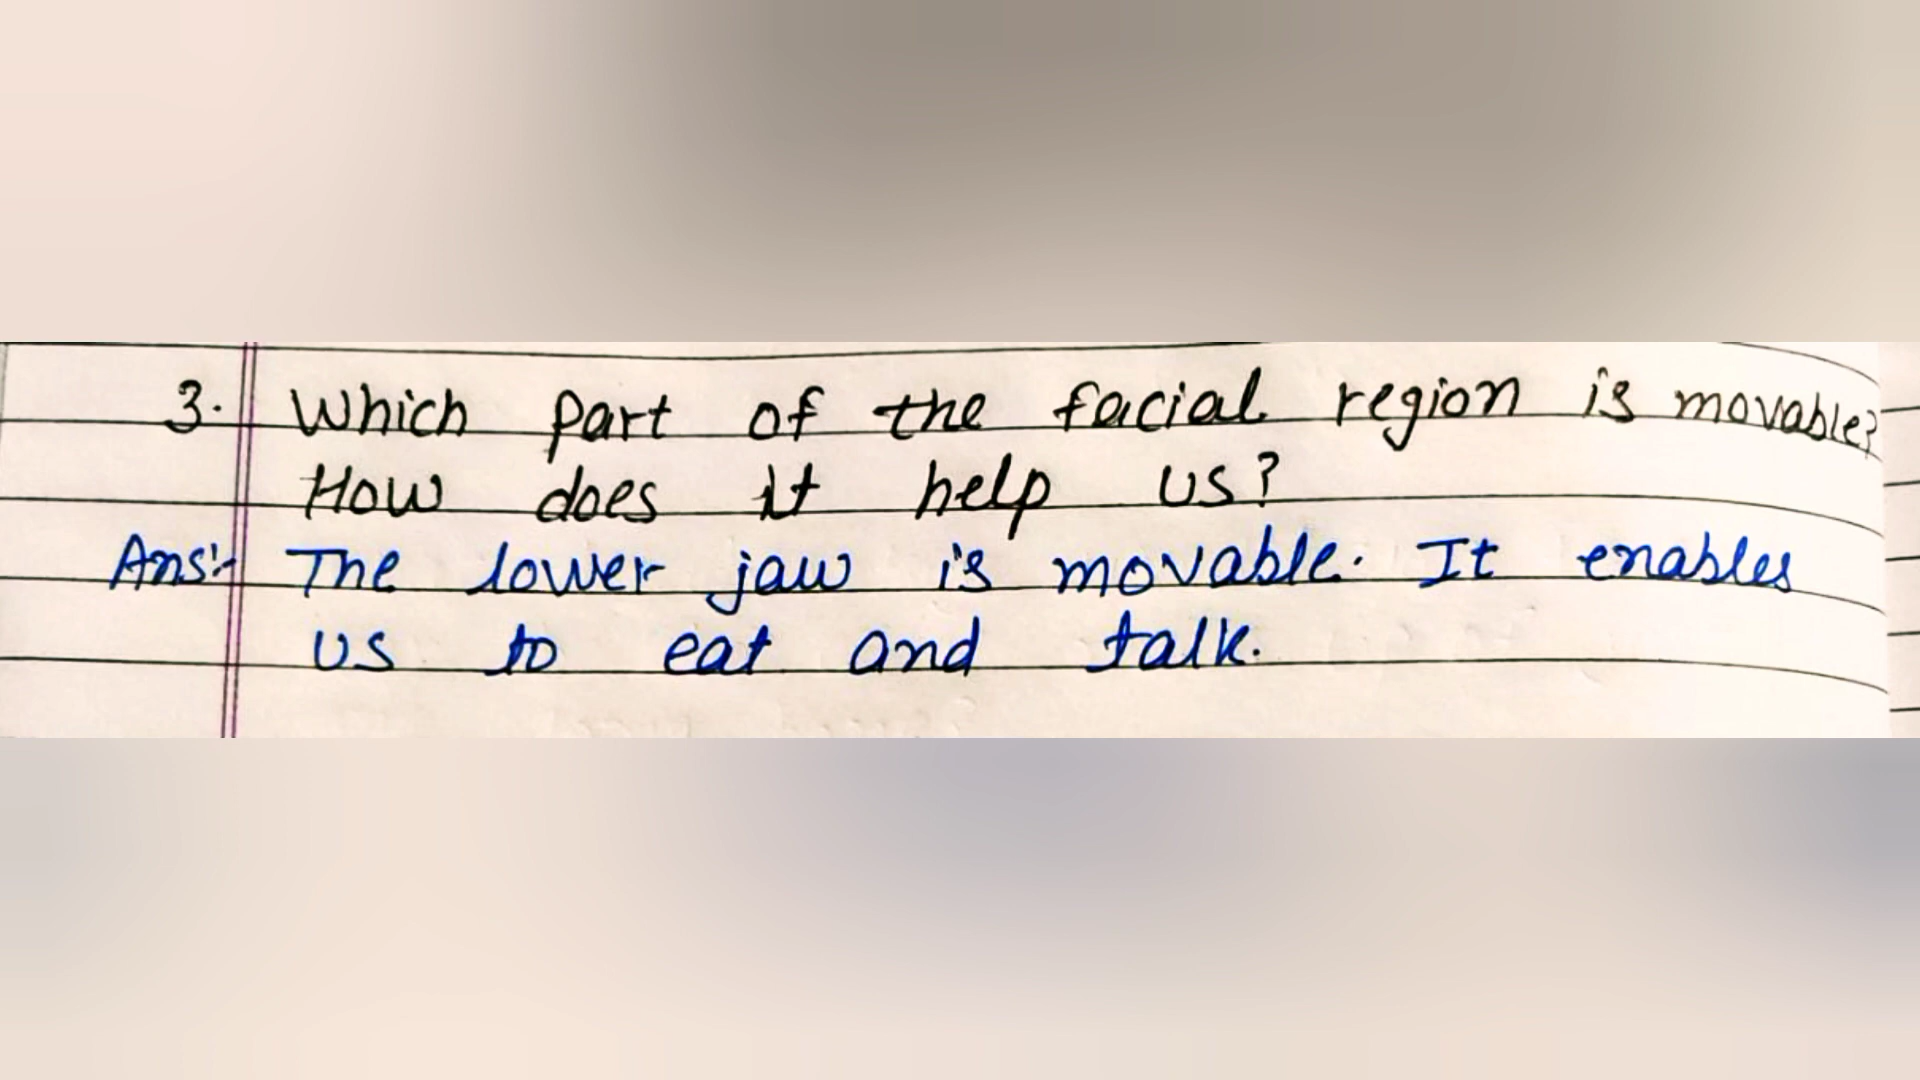 3. Which part of the facial region is movable?
How does it help us?
Ans:- The lower jaw is movable. It enables
us to eat and talk.